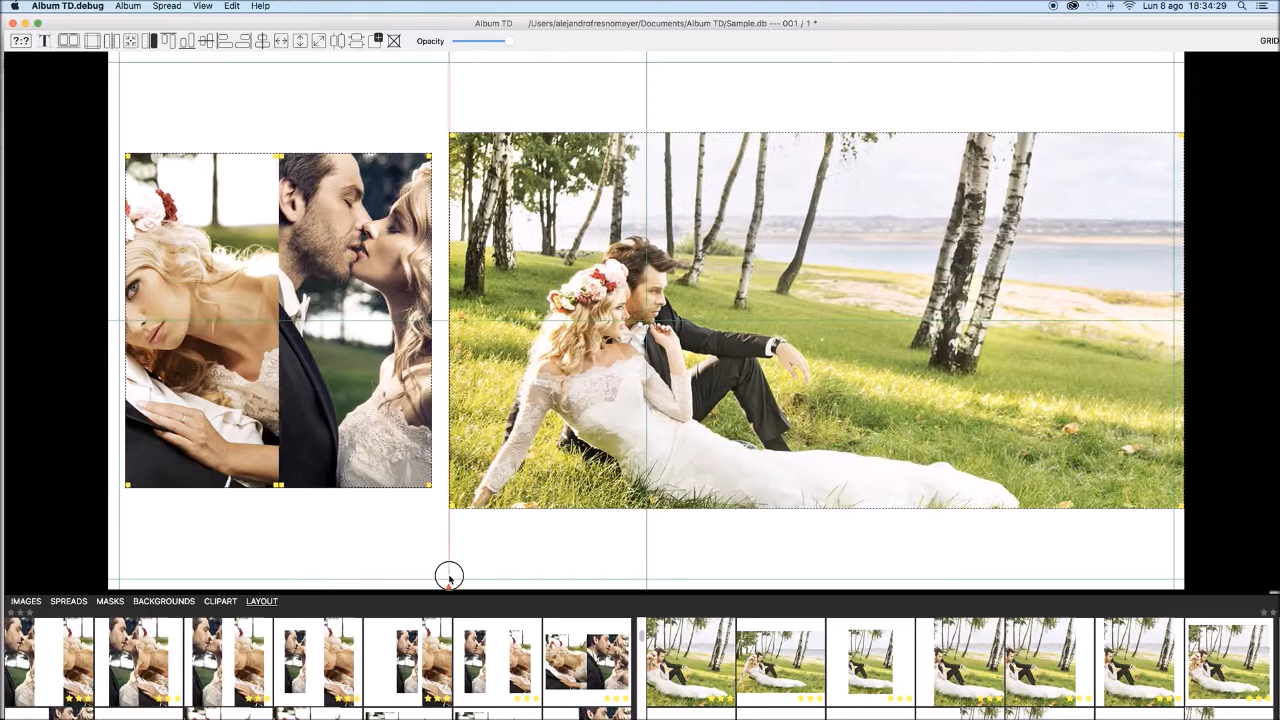 Album TD.debug Album Spread View Edit Help Lun 8 ago 18:34:29
Album TD /Users/alejandrofresnomeyer/Documents/Album TD/Sample.db --- 001 / 1 *
?:? T Opacity GRID
IMAGES SPREADS MASKS BACKGROUNDS CLIPART LAYOUT